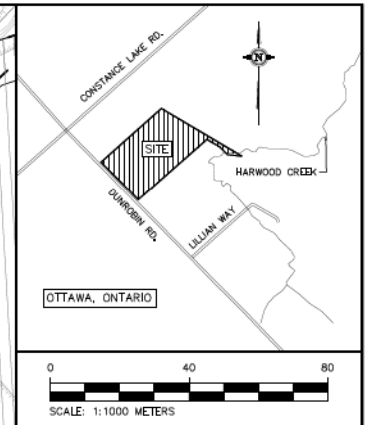 CONSTANCE LAKE RD.
N
SITE
HARWOOD CREEK
DUNROBIN RD.
LILLIAN WAY
OTTAWA, ONTARIO
0 40 80
SCALE: 1:1000 METERS